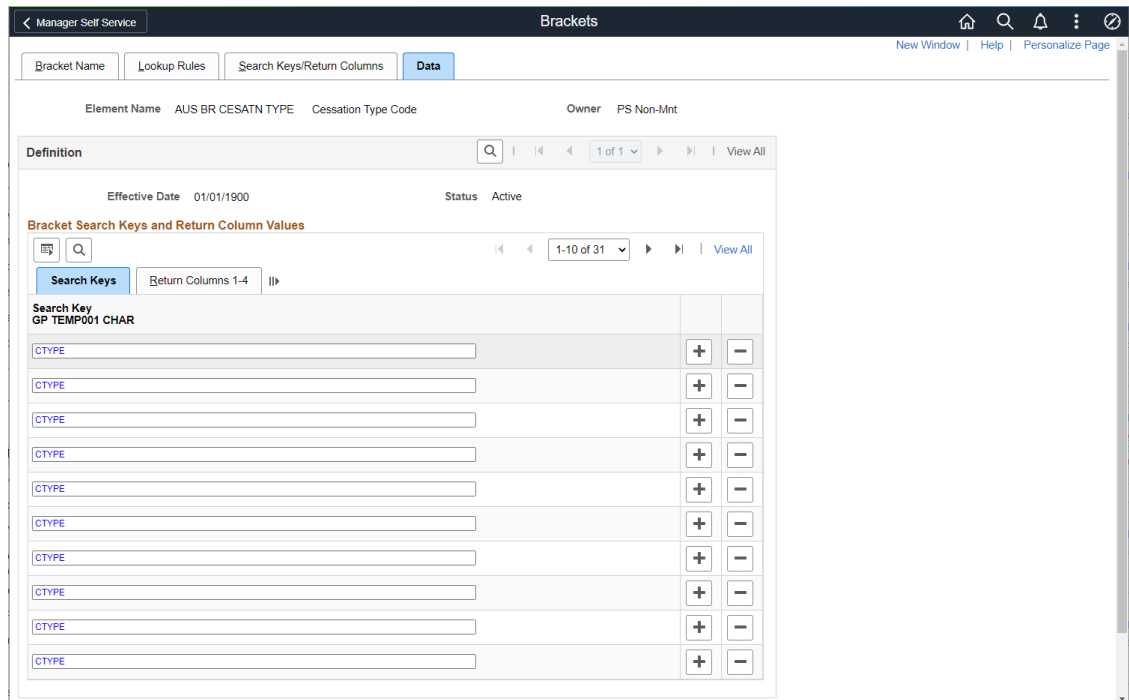 Manager Self Service
Brackets
New Window | Help | Personalize Page
Bracket Name
Lookup Rules
Search Keys/Return Columns
Data
Element Name AUS BR CESATN TYPE Cessation Type Code Owner PS Non-Mnt
Definition
1 of 1
View All
Effective Date 01/01/1900 Status Active
Bracket Search Keys and Return Column Values
1-10 of 31
View All
Search Keys
Return Columns 1-4
Search Key
GP TEMP001 CHAR
CTYPE
CTYPE
CTYPE
CTYPE
CTYPE
CTYPE
CTYPE
CTYPE
CTYPE
CTYPE